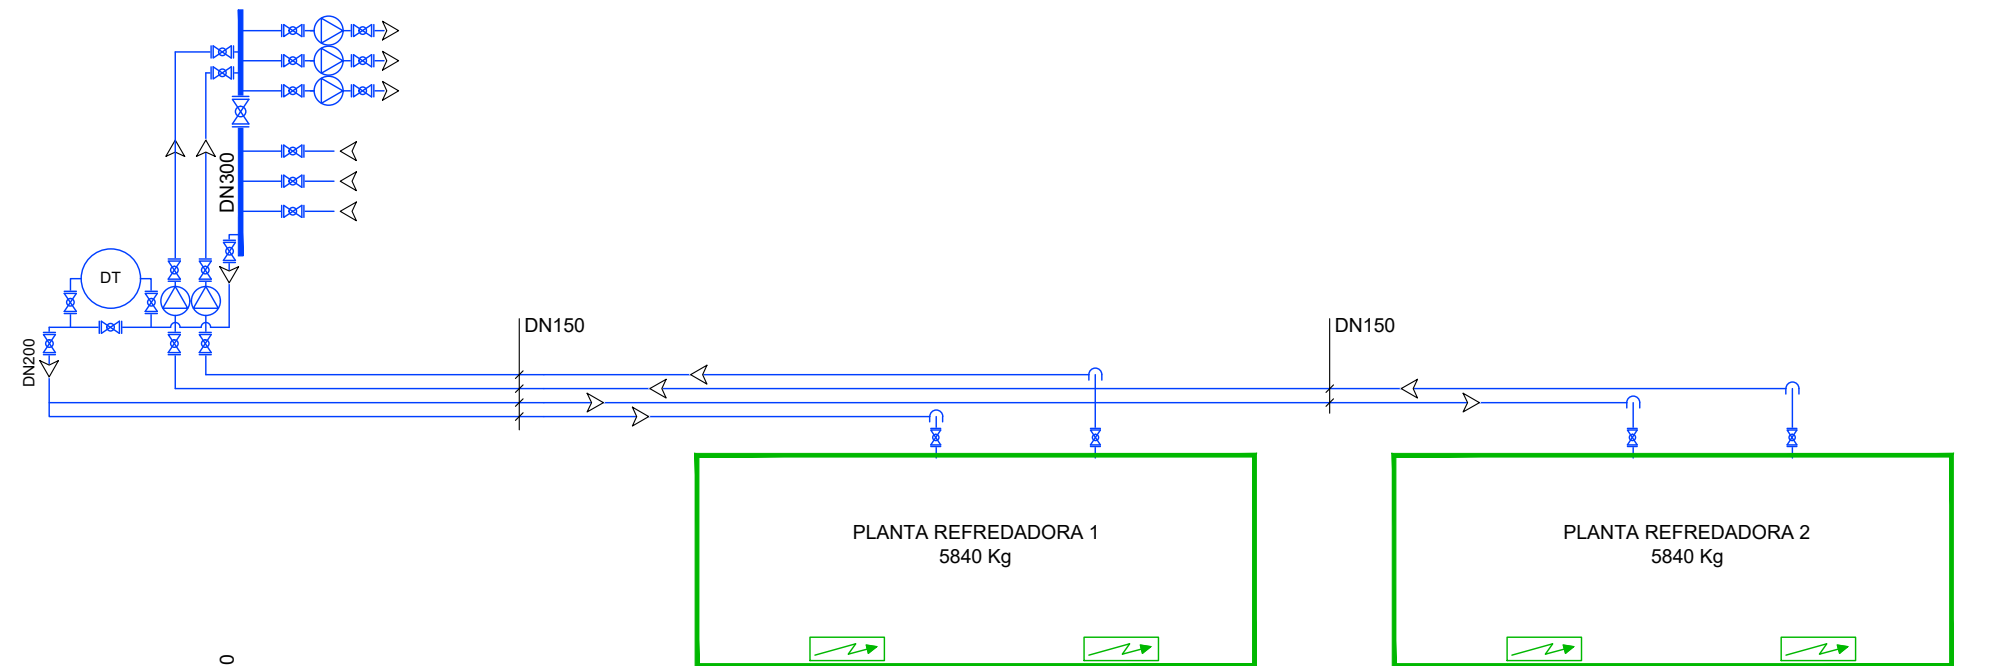 DN300
DT
DN200
DN150
DN150
PLANTA REFREDADORA 1
5840 Kg
PLANTA REFREDADORA 2
5840 Kg
0